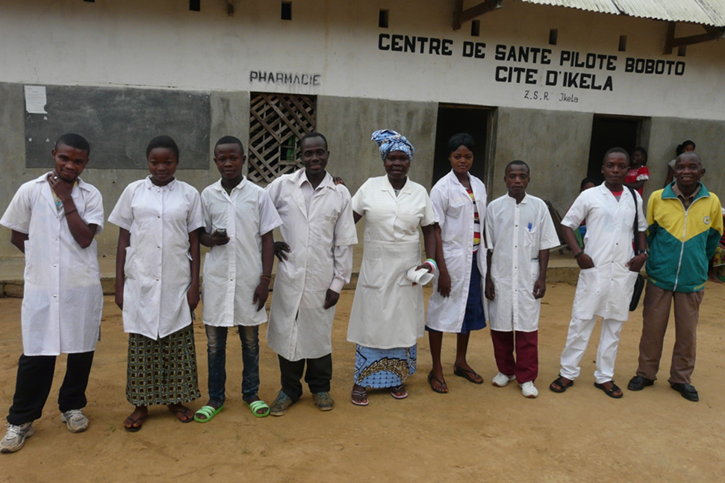 CENTRE DE SANTE PILOTE BOBOTO
CITE D'IKELA
Z.S.R Ikela
PHARMACIE